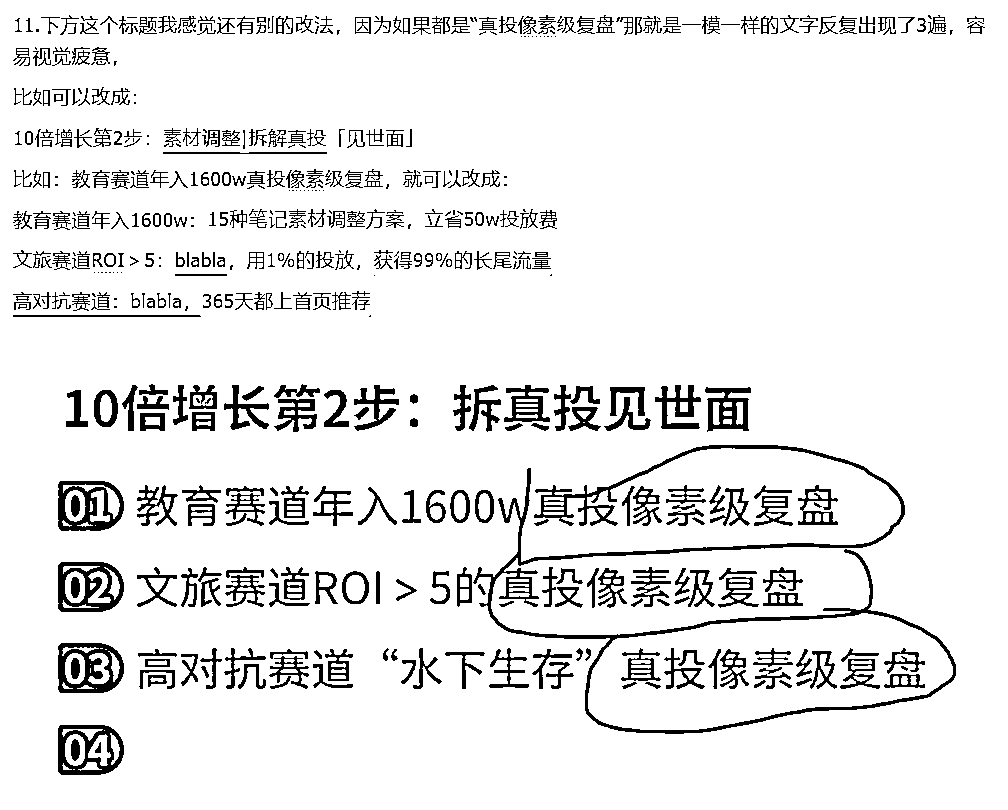 11.下方这个标题我感觉还有别的改法，因为如果都是“真投像素级复盘”那就是一模一样的文字反复出现了3遍，容
易视觉疲惫，
比如可以改成：
10倍增长第2步：素材调整|拆解真投「见世面」
比如：教育赛道年入1600w真投像素级复盘，就可以改成：
教育赛道年入1600w：15种笔记素材调整方案，立省50w投放费
文旅赛道ROI＞5：blabla，用1%的投放，获得99%的长尾流量
高对抗赛道：blabla，365天都上首页推荐
10倍增长第2步：拆真投见世面
01 教育赛道年入1600w真投像素级复盘
02 文旅赛道ROI＞5的真投像素级复盘
03 高对抗赛道“水下生存”真投像素级复盘
04